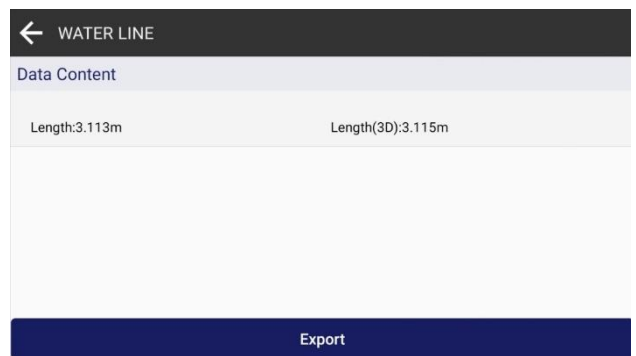 WATER LINE
Data Content
Length:3.113m Length(3D):3.115m
Export